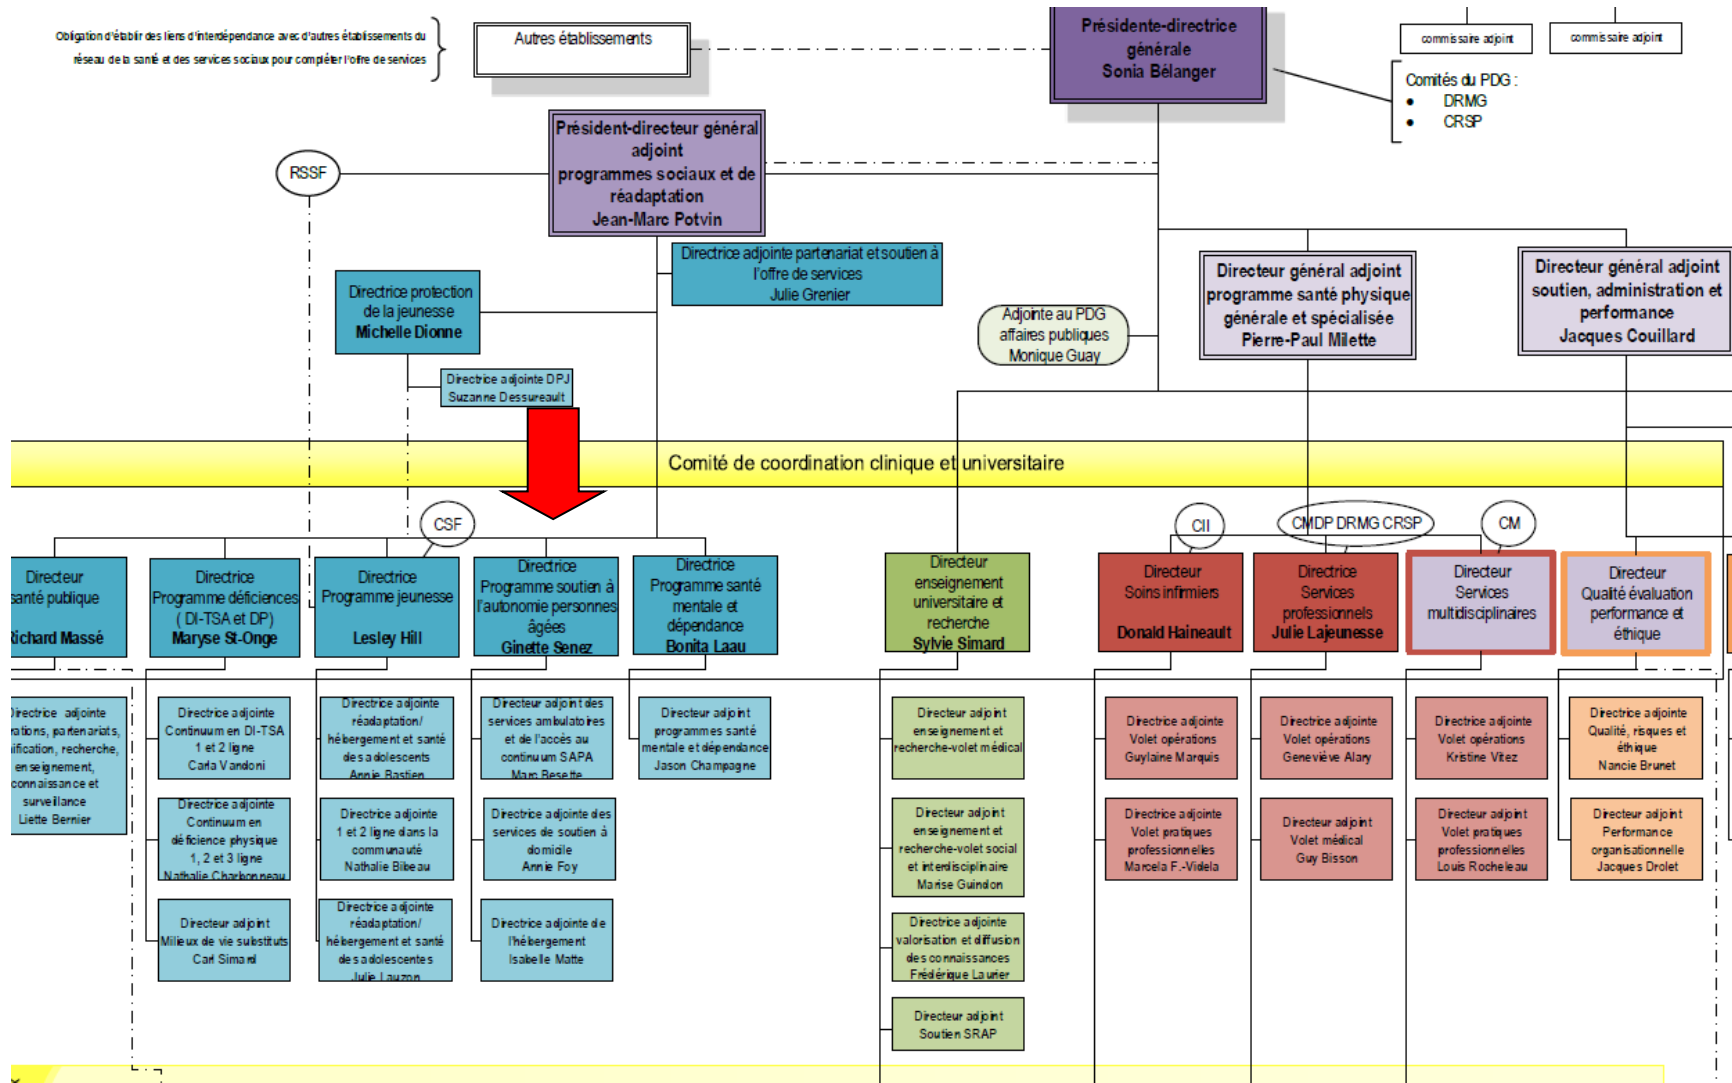 Obligation d'établir des liens d'interdépendance avec d'autres établissements du
réseau de la santé et des services sociaux pour compléter l'offre de services
Autres établissements
Présidente-directrice
générale
Sonia Bélanger
commissaire adjoint
commissaire adjoint
Comités du PDG :
• DRMG
• CRSP
Président-directeur général
adjoint
programmes sociaux et de
réadaptation
Jean-Marc Potvin
RSSF
Directrice adjointe partenariat et soutien à
l'offre de services
Julie Grenier
Directrice protection
de la jeunesse
Michelle Dionne
Directrice adjointe DPJ
Suzanne Dessureault
Adjointe au PDG
affaires publiques
Monique Guay
Directeur général adjoint
programme santé physique
générale et spécialisée
Pierre-Paul Milette
Directeur général adjoint
soutien, administration et
performance
Jacques Couillard
Comité de coordination clinique et universitaire
CSF
CII
CMDP DRMG CRSP
CM
Directeur
santé publique
Richard Massé
Directrice
Programme déficiences
( DI-TSA et DP)
Maryse St-Onge
Directrice
Programme jeunesse
Lesley Hill
Directrice
Programme soutien à
l'autonomie personnes
âgées
Ginette Senez
Directrice
Programme santé
mentale et
dépendance
Bonita Laau
Directeur
enseignement
universitaire et
recherche
Sylvie Simard
Directeur
Soins infirmiers
Donald Haineault
Directrice
Services
professionnels
Julie Lajeunesse
Directeur
Services
multidisciplinaires
Directeur
Qualité évaluation
performance et
éthique
Directrice adjointe
partenariats,
recherche,
enseignement,
connaissance et
surveillance
Liette Bernier
Directrice adjointe
Continuum en DI-TSA
1 et 2 ligne
Carla Vandoni
Directrice adjointe
Continuum en
déficience physique
1, 2 et 3 ligne
Nathalie Charbonneau
Directeur adjoint
Milieux de vie substituts
Carl Simard
Directrice adjointe
réadaptation/
hébergement et santé
des adolescents
Annie Bastien
Directrice adjointe
1 et 2 ligne dans la
communauté
Nathalie Bibeau
Directrice adjointe
réadaptation/
hébergement et santé
des adolescentes
Julie Lauzon
Directeur adjoint des
services ambulatoires
et de l'accès au
continuum SAPA
Marc Besette
Directrice adjointe des
services de soutien à
domicile
Annie Foy
Directrice adjointe de
l'hébergement
Isabelle Matte
Directeur adjoint
programmes santé
mentale et dépendance
Jason Champagne
Directeur adjoint
enseignement et
recherche-volet médical
Directeur adjoint
enseignement et
recherche-volet social
et interdisciplinaire
Marise Guindon
Directrice adjointe
valorisation et diffusion
des connaissances
Frédérique Laurier
Directeur adjoint
Soutien SRAP
Directrice adjointe
Volet opérations
Guylaine Marquis
Directrice adjointe
Volet pratiques
professionnelles
Marcela F.-Videla
Directrice adjointe
Volet opérations
Geneviève Alary
Directeur adjoint
Volet médical
Guy Bisson
Directrice adjointe
Volet opérations
Kristine Vitez
Directeur adjoint
Volet pratiques
professionnelles
Louis Rocheleau
Directrice adjointe
Qualité, risques et
éthique
Nancie Brunet
Directeur adjoint
Performance
organisationnelle
Jacques Drolet